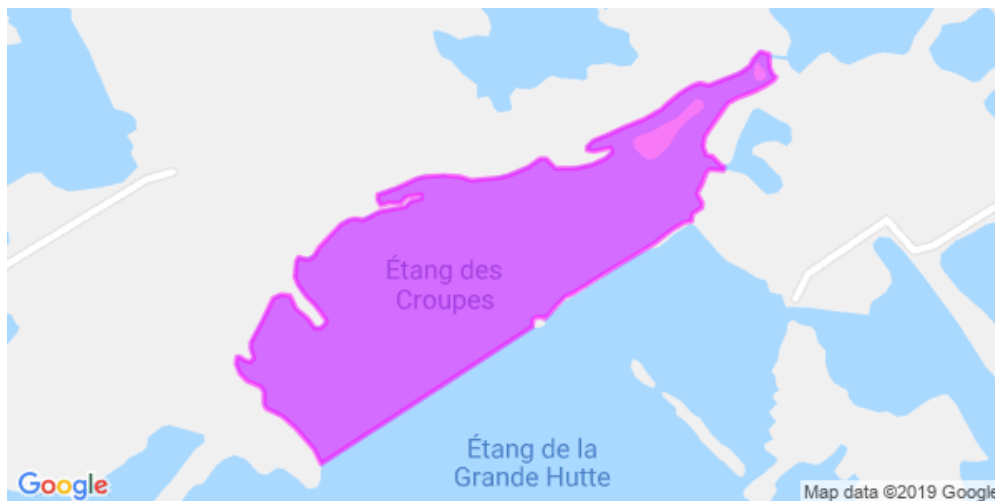 Étang des
Croupes
Étang de la
Grande Hutte
Google
Map data ©2019 Google